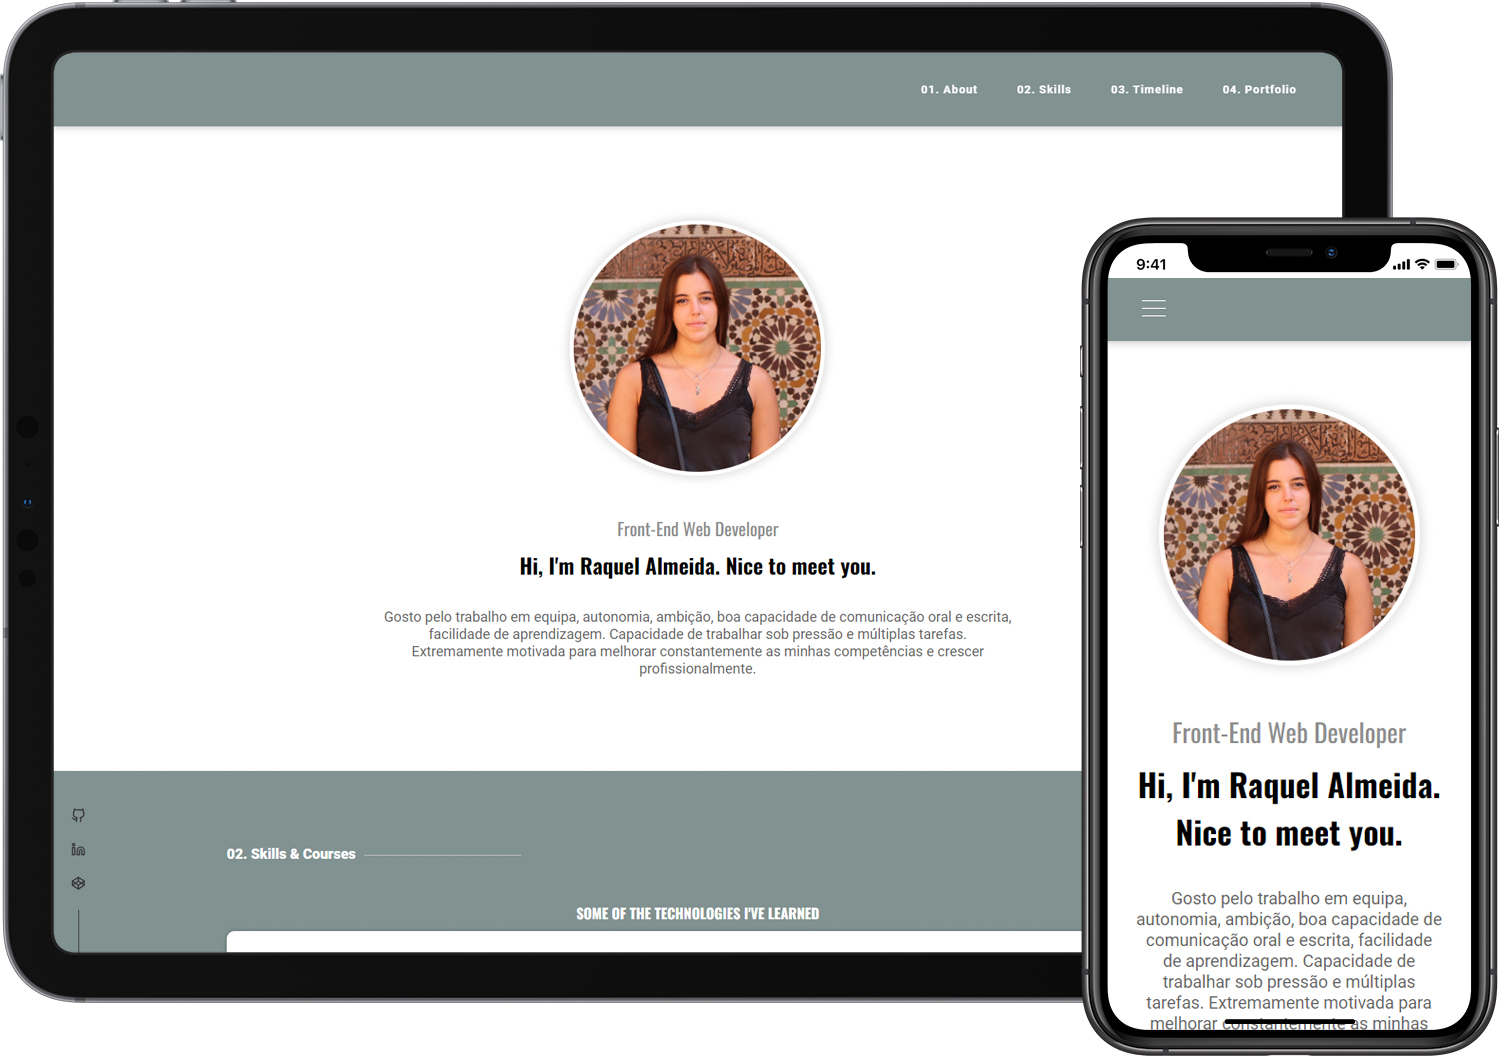 01. About 02. Skills 03. Timeline 04. Portfolio
Front-End Web Developer
Hi, I'm Raquel Almeida. Nice to meet you.
Gosto pelo trabalho em equipa, autonomia, ambição, boa capacidade de comunicação oral e escrita,
facilidade de aprendizagem. Capacidade de trabalhar sob pressão e múltiplas tarefas.
Extremamente motivada para melhorar constantemente as minhas competências e crescer
profissionalmente.
02. Skills & Courses
SOME OF THE TECHNOLOGIES I'VE LEARNED
9:41
Front-End Web Developer
Hi, I'm Raquel Almeida.
Nice to meet you.
Gosto pelo trabalho em equipa,
autonomia, ambição, boa capacidade de
comunicação oral e escrita, facilidade
de aprendizagem. Capacidade de
trabalhar sob pressão e múltiplas
tarefas. Extremamente motivada para
melhorar constantemente as minhas